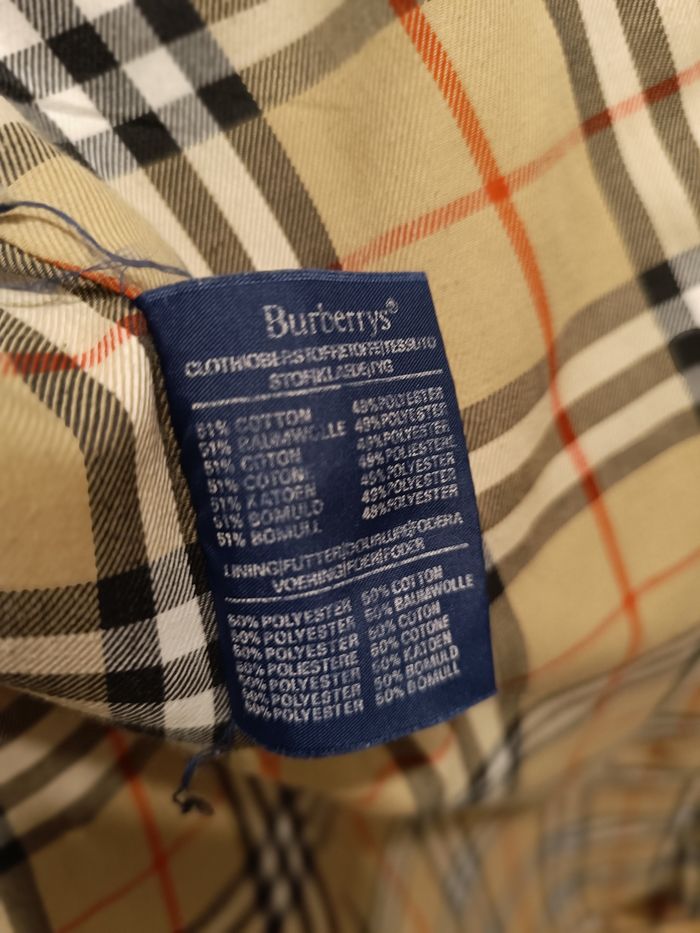 Burberrys®
CLOTH|OBERSTOFF|ETOFFE|TESSUTO
STOF|KLAEDE|TYG
51% COTTON 49% POLYESTER
51% BAUMWOLLE 49% POLYESTER
51% COTON 49% POLYESTER
51% COTONE 49% POLIESTERE
51% KATOEN 49% POLYESTER
51% BOMULD 49% POLYESTER
51% BOMULL 49% POLYESTER
LINING|FUTTER|DOUBLURE|FODERA
VOERING|FOER|FODER
50% POLYESTER 50% COTTON
50% POLYESTER 50% BAUMWOLLE
50% POLYESTER 50% COTON
50% POLIESTERE 50% COTONE
50% POLYESTER 50% KATOEN
50% POLYESTER 50% BOMULD
50% POLYESTER 50% BOMULL